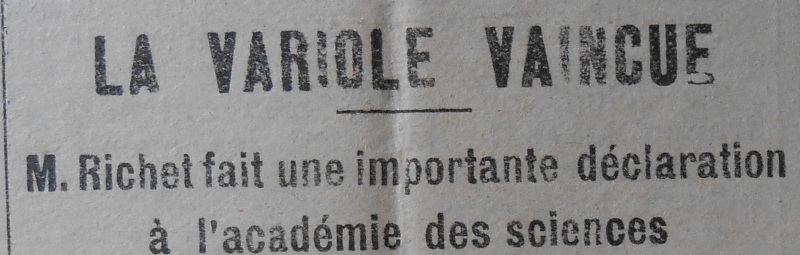 LA VARIOLE VAINCUE
M. Richet fait une importante déclaration
à l'académie des sciences